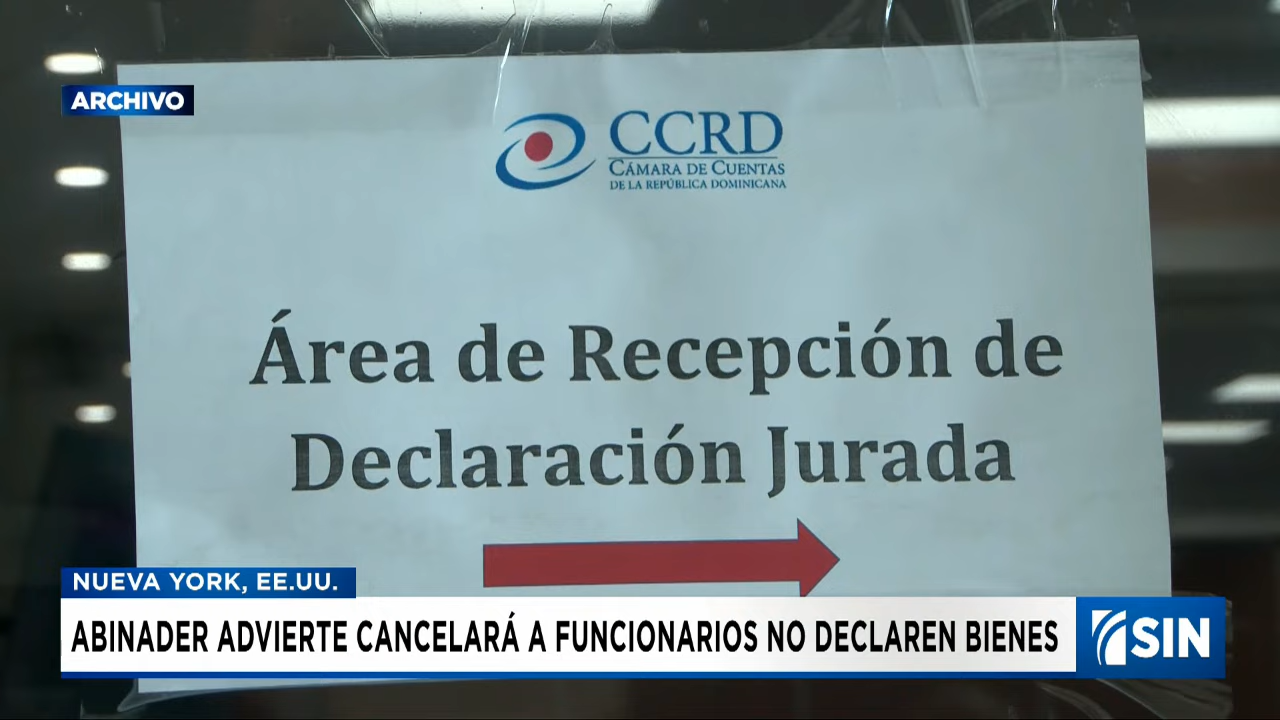 ARCHIVO
CCRD
CÁMARA DE CUENTAS
DE LA REPÚBLICA DOMINICANA
Área de Recepción de
Declaración Jurada
NUEVA YORK, EE.UU.
ABINADER ADVIERTE CANCELARÁ A FUNCIONARIOS NO DECLAREN BIENES
SIN